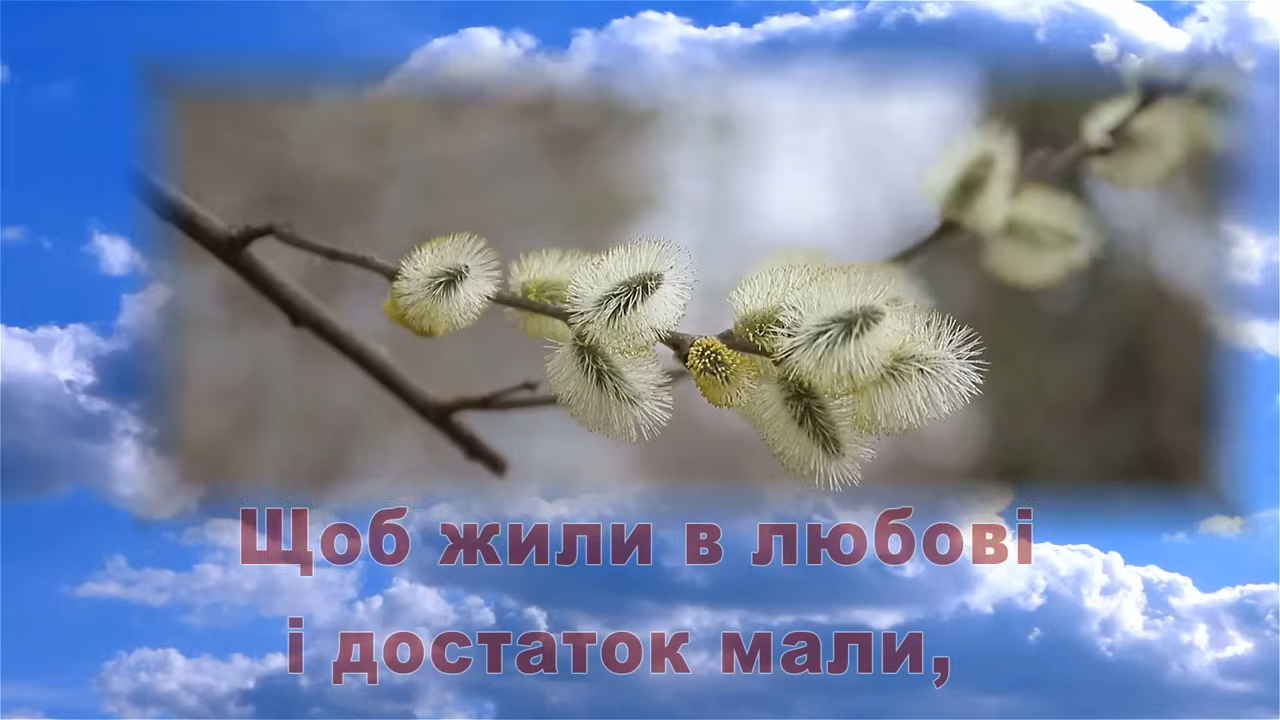 Щоб жили в любові
і достаток мали,